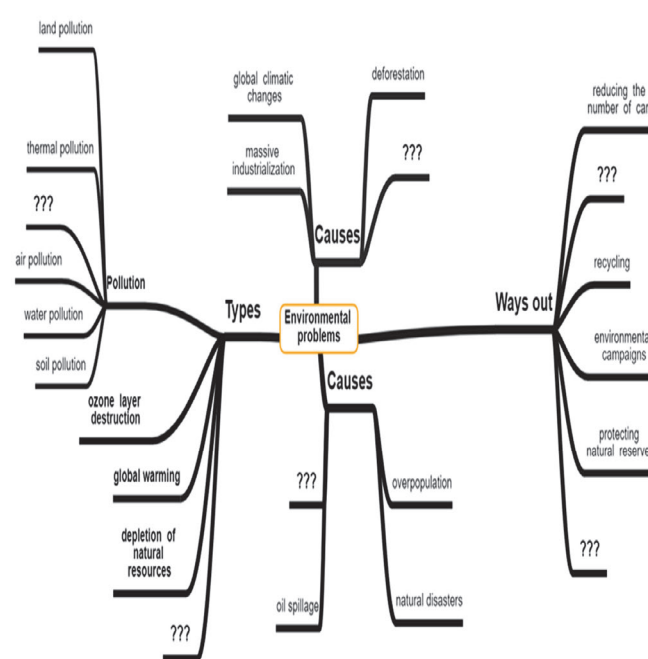 land pollution
thermal pollution
???
air pollution
water pollution
soil pollution
Pollution
Types
ozone layer
destruction
global warming
depletion of
natural
resources
???
global climatic
changes
massive
industrialization
deforestation
???
Causes
Environmental
problems
Causes
???
oil spillage
overpopulation
natural disasters
Ways out
reducing the
number of car
???
recycling
environmenta
campaigns
protecting
natural reserve
???